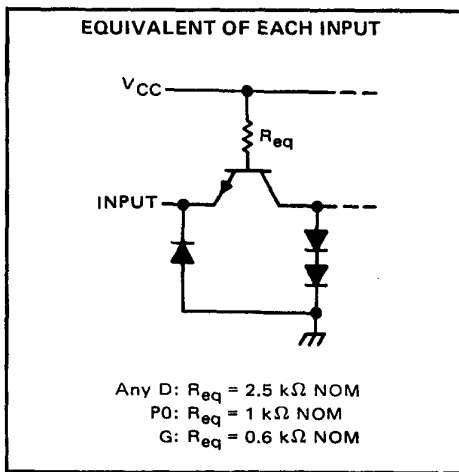 EQUIVALENT OF EACH INPUT
VCC
Req
INPUT
Any D: Req = 2.5 kΩ NOM
P0: Req = 1 kΩ NOM
G: Req = 0.6 kΩ NOM